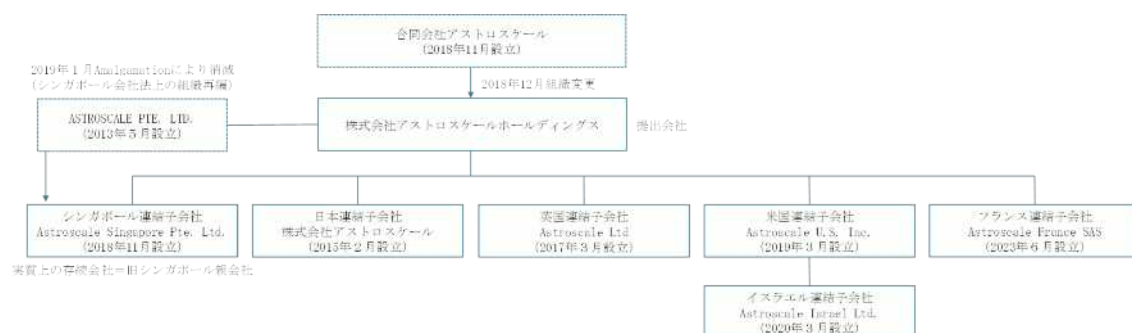 合同会社アストロスケール
(2018年11月設立)
2019年1月Amalgamationにより消滅
(シンガポール会社法上の組織再編)
2018年12月組織変更
ASTROSCALE PTE. LTD.
(2013年5月設立)
株式会社アストロスケールホールディングス
提出会社
シンガポール連結子会社
Astroscale Singapore Pte. Ltd.
(2018年11月設立)
日本連結子会社
株式会社アストロスケール
(2015年2月設立)
英国連結子会社
Astroscale Ltd
(2017年3月設立)
米国連結子会社
Astroscale U.S. Inc.
(2019年3月設立)
フランス連結子会社
Astroscale France SAS
(2023年6月設立)
実質上の存続会社=旧シンガポール親会社
イスラエル連結子会社
Astroscale Israel Ltd.
(2020年3月設立)